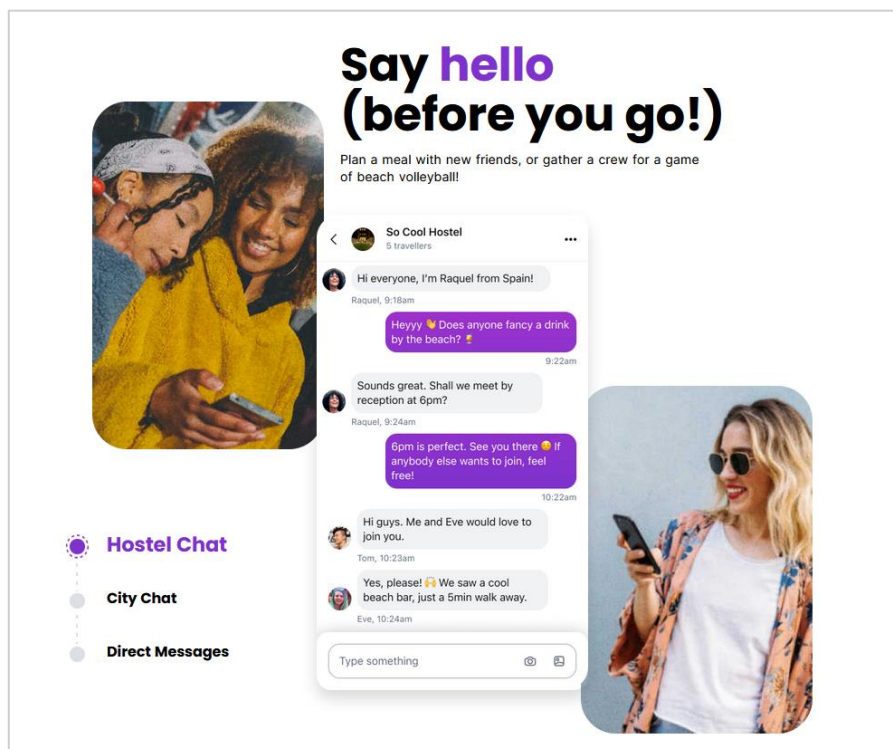 Say hello
(before you go!)
Plan a meal with new friends, or gather a crew for a game
of beach volleyball!
So Cool Hostel
5 travellers
Hi everyone, I'm Raquel from Spain!
Raquel, 9:18am
Heyyy 👋 Does anyone fancy a drink
by the beach? 🍹
9:22am
Sounds great. Shall we meet by
reception at 6pm?
Raquel, 9:24am
6pm is perfect. See you there 😊 If
anybody else wants to join, feel
free!
10:22am
Hi guys. Me and Eve would love to
join you.
Tom, 10:23am
Yes, please! 🙌 We saw a cool
beach bar, just a 5min walk away.
Eve, 10:24am
Type something
Hostel Chat
City Chat
Direct Messages